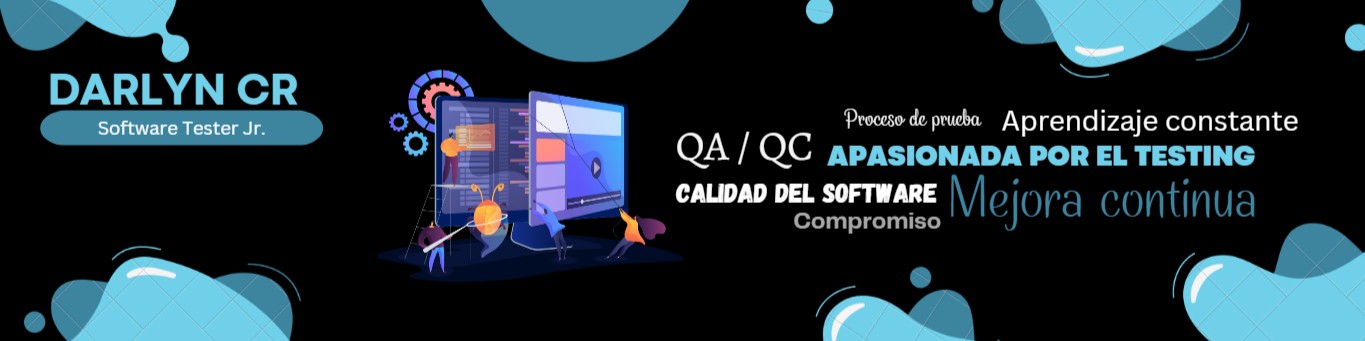 DARLYN CR
Software Tester Jr.
Proceso de prueba
Aprendizaje constante
QA / QC
APASIONADA POR EL TESTING
CALIDAD DEL SOFTWARE
Mejora continua
Compromiso